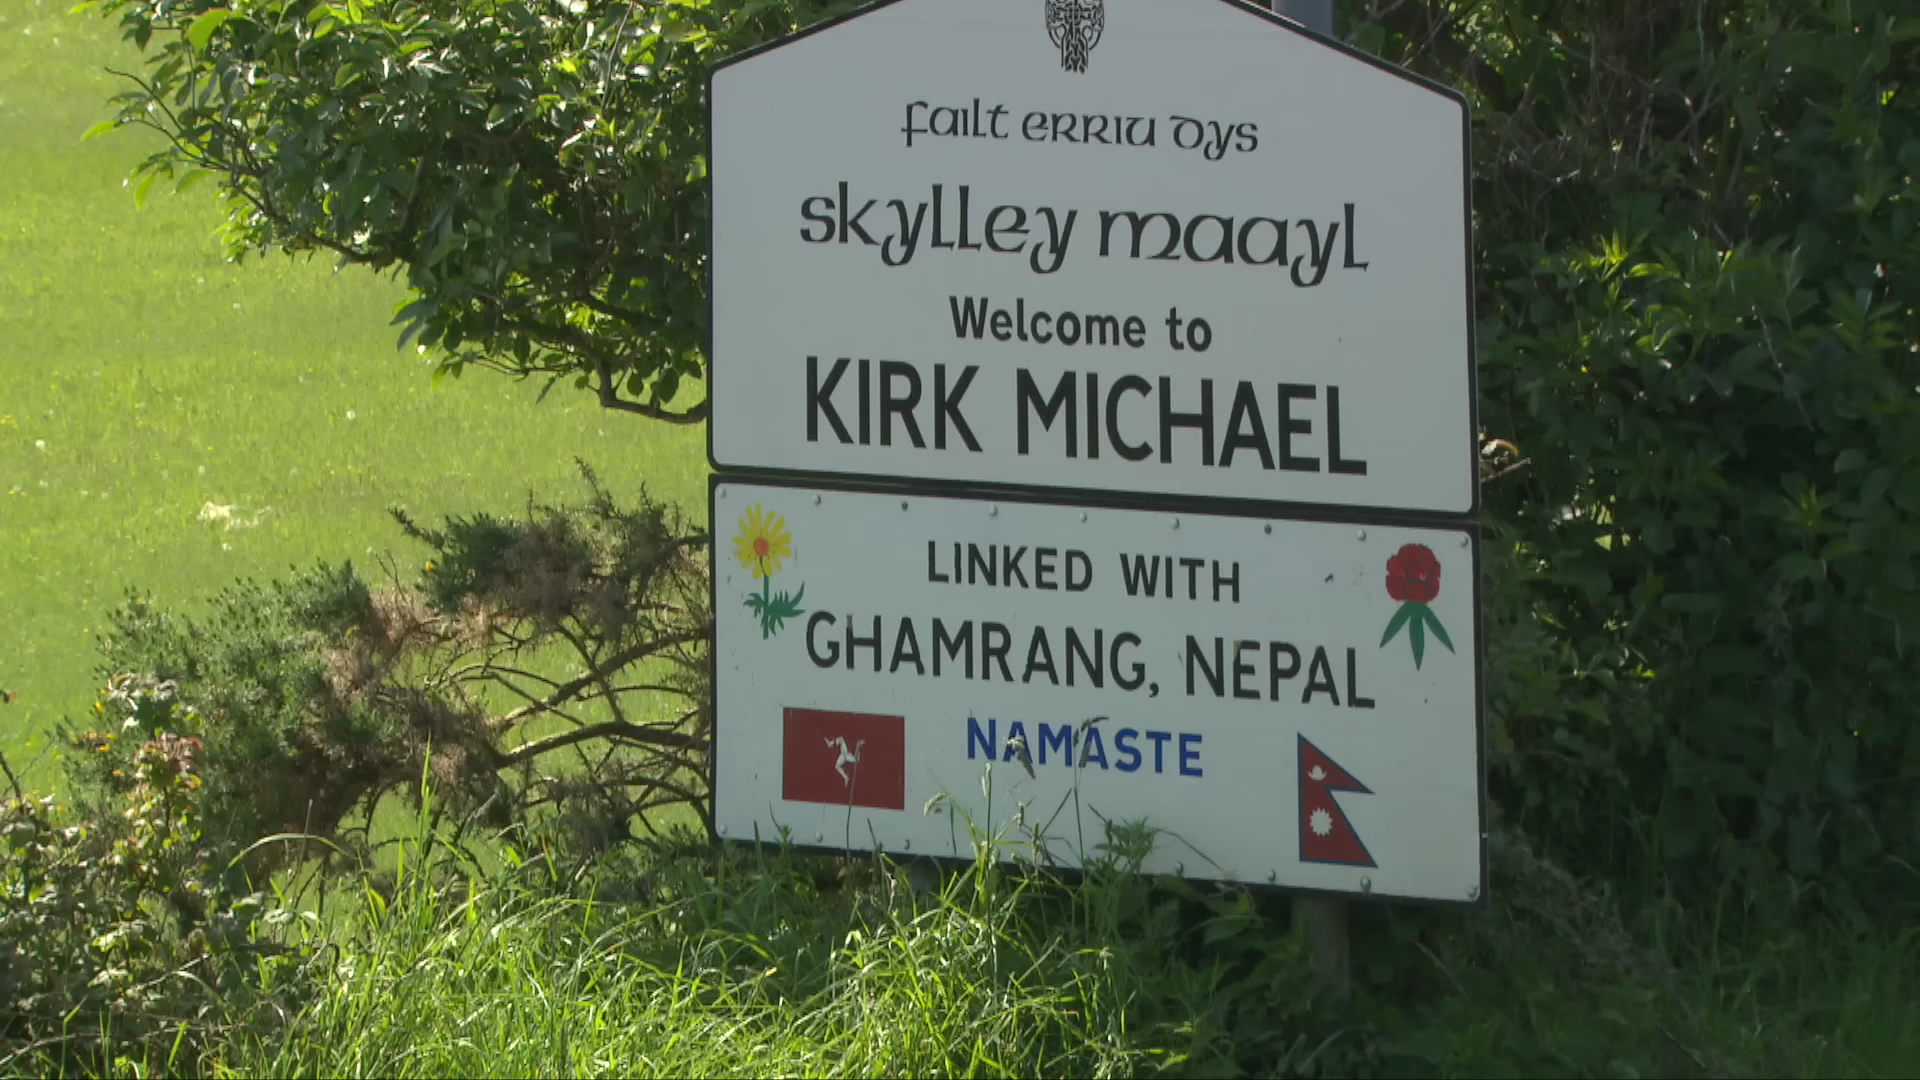 failt erriu dys
skylley maayl
Welcome to
KIRK MICHAEL
LINKED WITH
GHAMRANG, NEPAL
NAMASTE